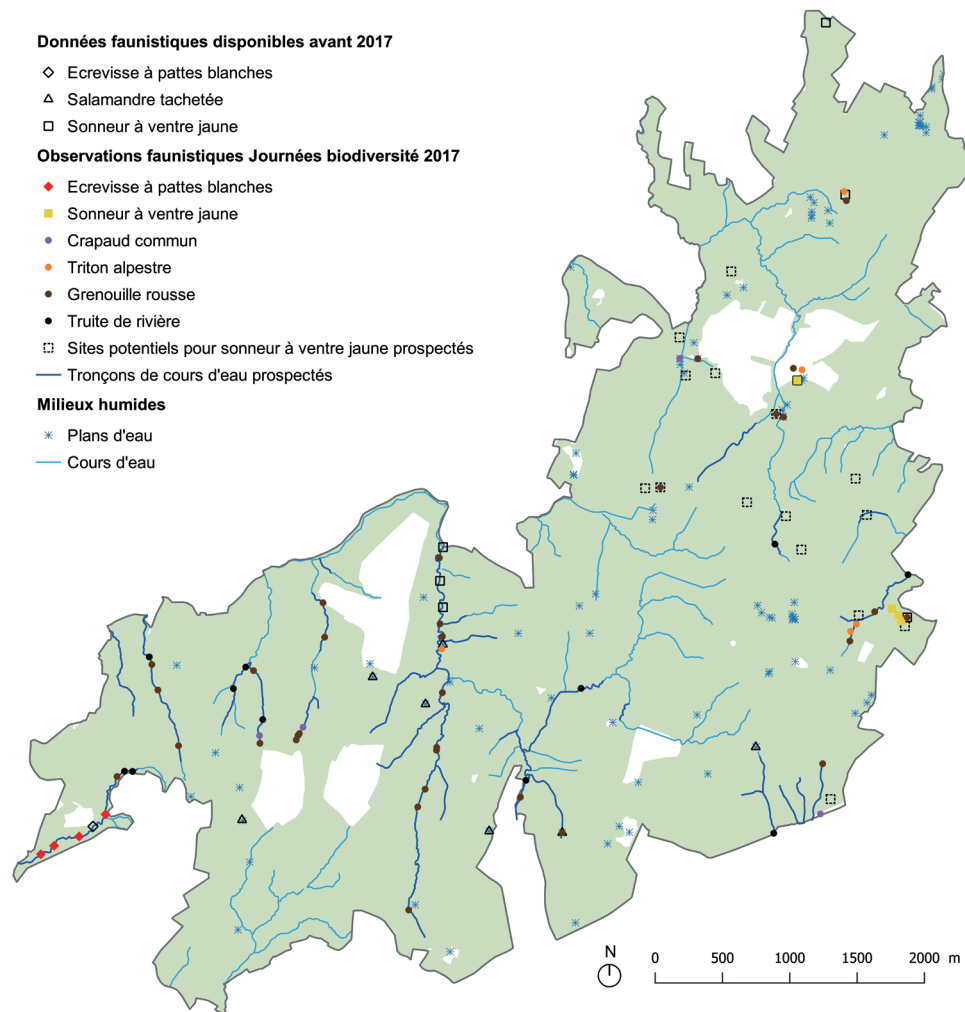 Données faunistiques disponibles avant 2017
Ecrevisse à pattes blanches
Salamandre tachetée
Sonneur à ventre jaune
Observations faunistiques Journées biodiversité 2017
Ecrevisse à pattes blanches
Sonneur à ventre jaune
Crapaud commun
Triton alpestre
Grenouille rousse
Truite de rivière
Sites potentiels pour sonneur à ventre jaune prospectés
Tronçons de cours d'eau prospectés
Milieux humides
Plans d'eau
Cours d'eau
N
0 500 1000 1500 2000 m